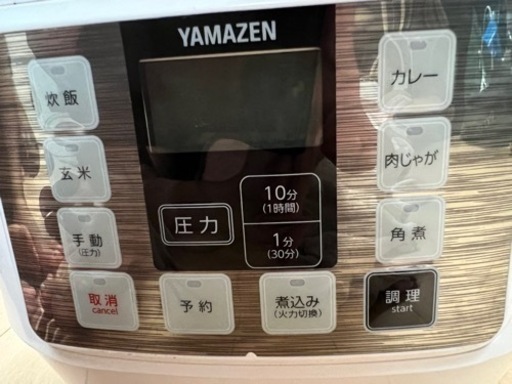 YAMAZEN
炊飯
カレー
玄米
肉じゃが
手動
(圧力)
圧力
10分
(1時間)
1分
(30分)
角煮
取消
cancel
予約
煮込み
(火力切換)
調理
start